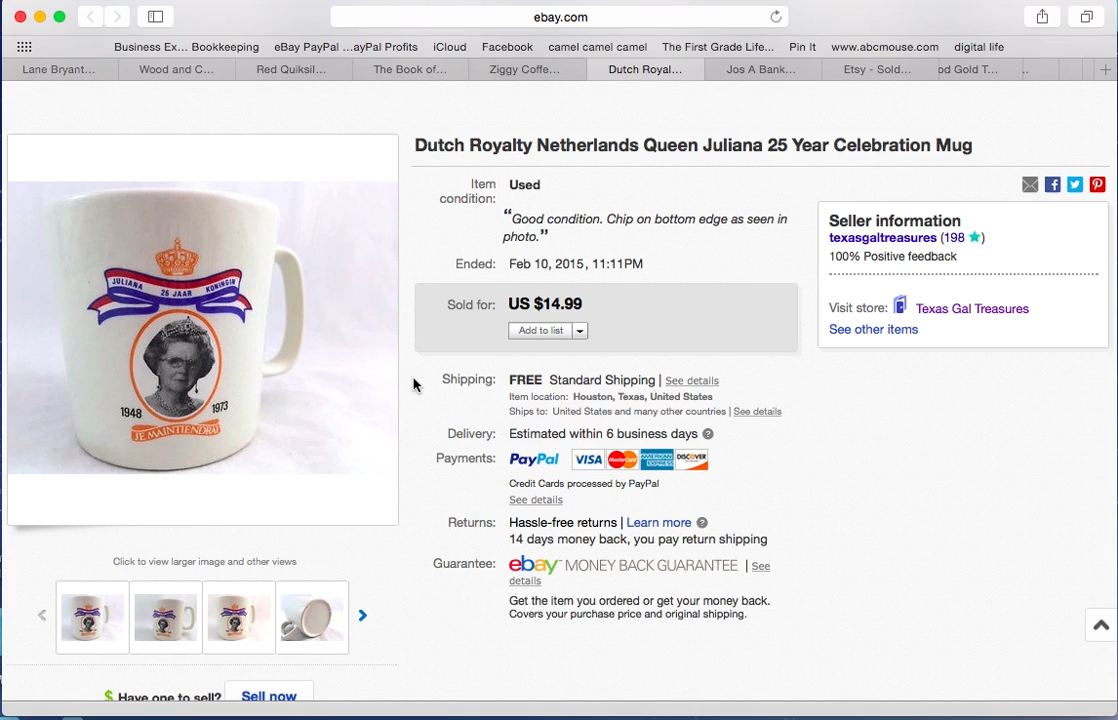 ebay.com
Business Ex... Bookkeeping
eBay PayPal ...ayPal Profits
iCloud
Facebook
camel camel camel
The First Grade Life...
Pin It
www.abcmouse.com
digital life
Lane Bryant...
Wood and C...
Red Quiksil...
The Book of...
Ziggy Coffe...
Dutch Royal...
Jos A Bank...
Etsy - Sold...
od Gold T...
..
Dutch Royalty Netherlands Queen Juliana 25 Year Celebration Mug
JULIANA 25 JAAR KONINGIN
1948
1973
JE MAINTIENDRAI
Click to view larger image and other views
$ Have one to sell?
Sell now
Item condition:
Used
“Good condition. Chip on bottom edge as seen in
photo.”
Ended:
Feb 10, 2015, 11:11PM
Sold for:
US $14.99
Add to list
Shipping:
FREE Standard Shipping | See details
Item location: Houston, Texas, United States
Ships to: United States and many other countries | See details
Delivery:
Estimated within 6 business days
Payments:
PayPal VISA MasterCard AMERICAN EXPRESS DISCOVER
Credit Cards processed by PayPal
See details
Returns:
Hassle-free returns | Learn more
14 days money back, you pay return shipping
Guarantee:
ebay MONEY BACK GUARANTEE | See
details
Get the item you ordered or get your money back.
Covers your purchase price and original shipping.
Seller information
texasgaltreasures (198 )
100% Positive feedback
Visit store: Texas Gal Treasures
See other items